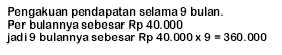 Pengakuan pendapatan selama 9 bulan.
Per bulannya sebesar Rp 40.000
jadi 9 bulannya sebesar Rp 40.000 x 9 = 360.000